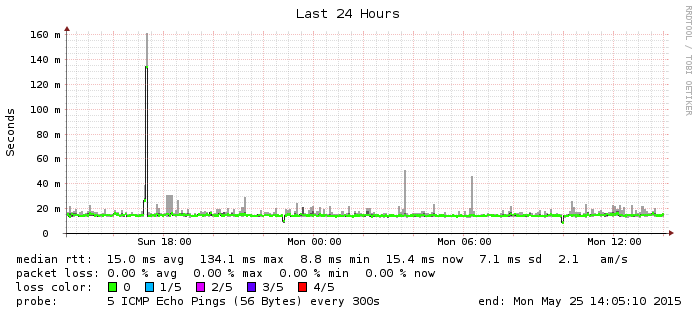 Last 24 Hours
RRDTOOL / TOBI OETIKER
Seconds
160 m
140 m
120 m
100 m
80 m
60 m
40 m
20 m
0
Sun 18:00 Mon 00:00 Mon 06:00 Mon 12:00
median rtt: 15.0 ms avg 134.1 ms max 8.8 ms min 15.4 ms now 7.1 ms sd 2.1 am/s
packet loss: 0.00 % avg 0.00 % max 0.00 % min 0.00 % now
loss color: 0 1/5 2/5 3/5 4/5
probe: 5 ICMP Echo Pings (56 Bytes) every 300s end: Mon May 25 14:05:10 2015